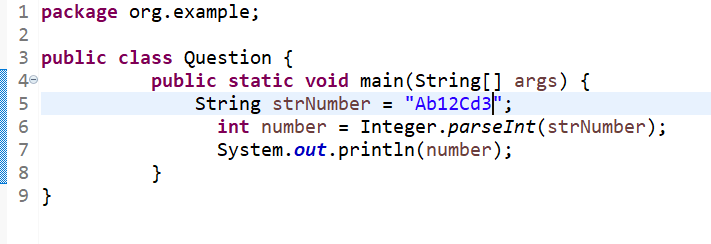 1 package org.example;
2
3 public class Question {
4 public static void main(String[] args) {
5 String strNumber = "Ab12Cd3";
6 int number = Integer.parseInt(strNumber);
7 System.out.println(number);
8 }
9 }